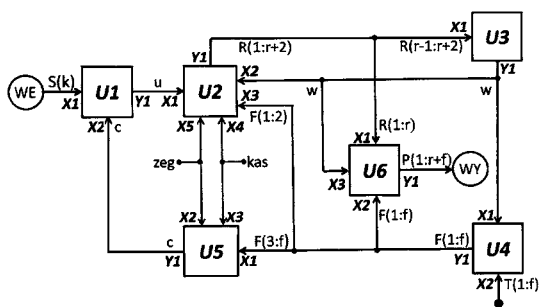 X1 U3
Y1 R(1:r+2) R(r-1:r+2)
Y1
WE S(k) X1 U1 Y1 u X1 U2 X2 w w
X3
X2 c X5 X4 F(1:2)
R(1:r)
X1
zeg kas U6 P(1:r+f) WY
X3 Y1
X2
F(1:f) X1
X2 X3
c U5 F(3:f) F(1:f) U4
Y1 X1 Y1
X2 T(1:f)